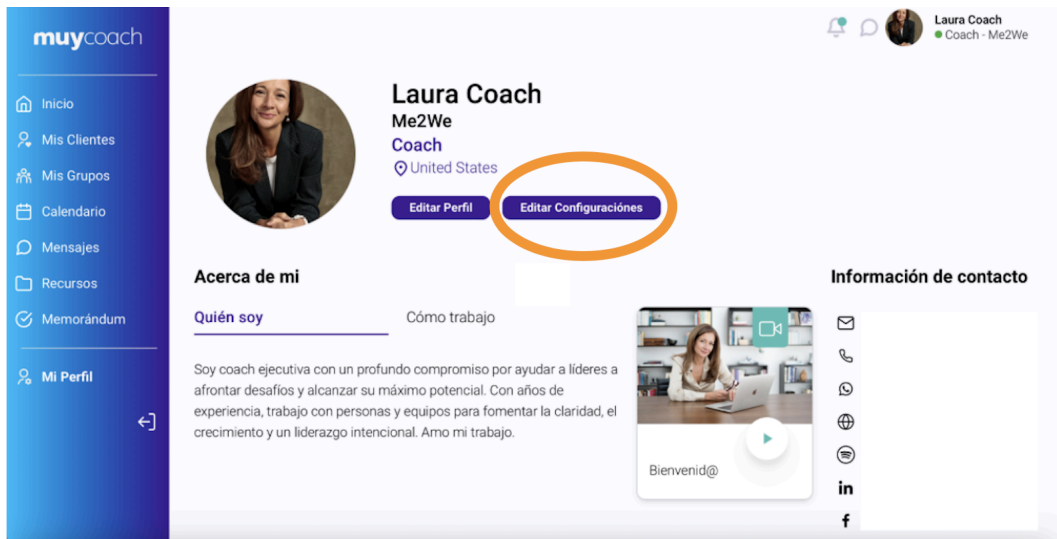 muycoach
Inicio
Mis Clientes
Mis Grupos
Calendario
Mensajes
Recursos
Memorándum
Mi Perfil
Laura Coach
Coach - Me2We
Laura Coach
Me2We
Coach
United States
Editar Perfil
Editar Configuraciónes
Acerca de mi
Quién soy
Cómo trabajo
Soy coach ejecutiva con un profundo compromiso por ayudar a líderes a
afrontar desafíos y alcanzar su máximo potencial. Con años de
experiencia, trabajo con personas y equipos para fomentar la claridad, el
crecimiento y un liderazgo intencional. Amo mi trabajo.
Bienvenid@
Información de contacto